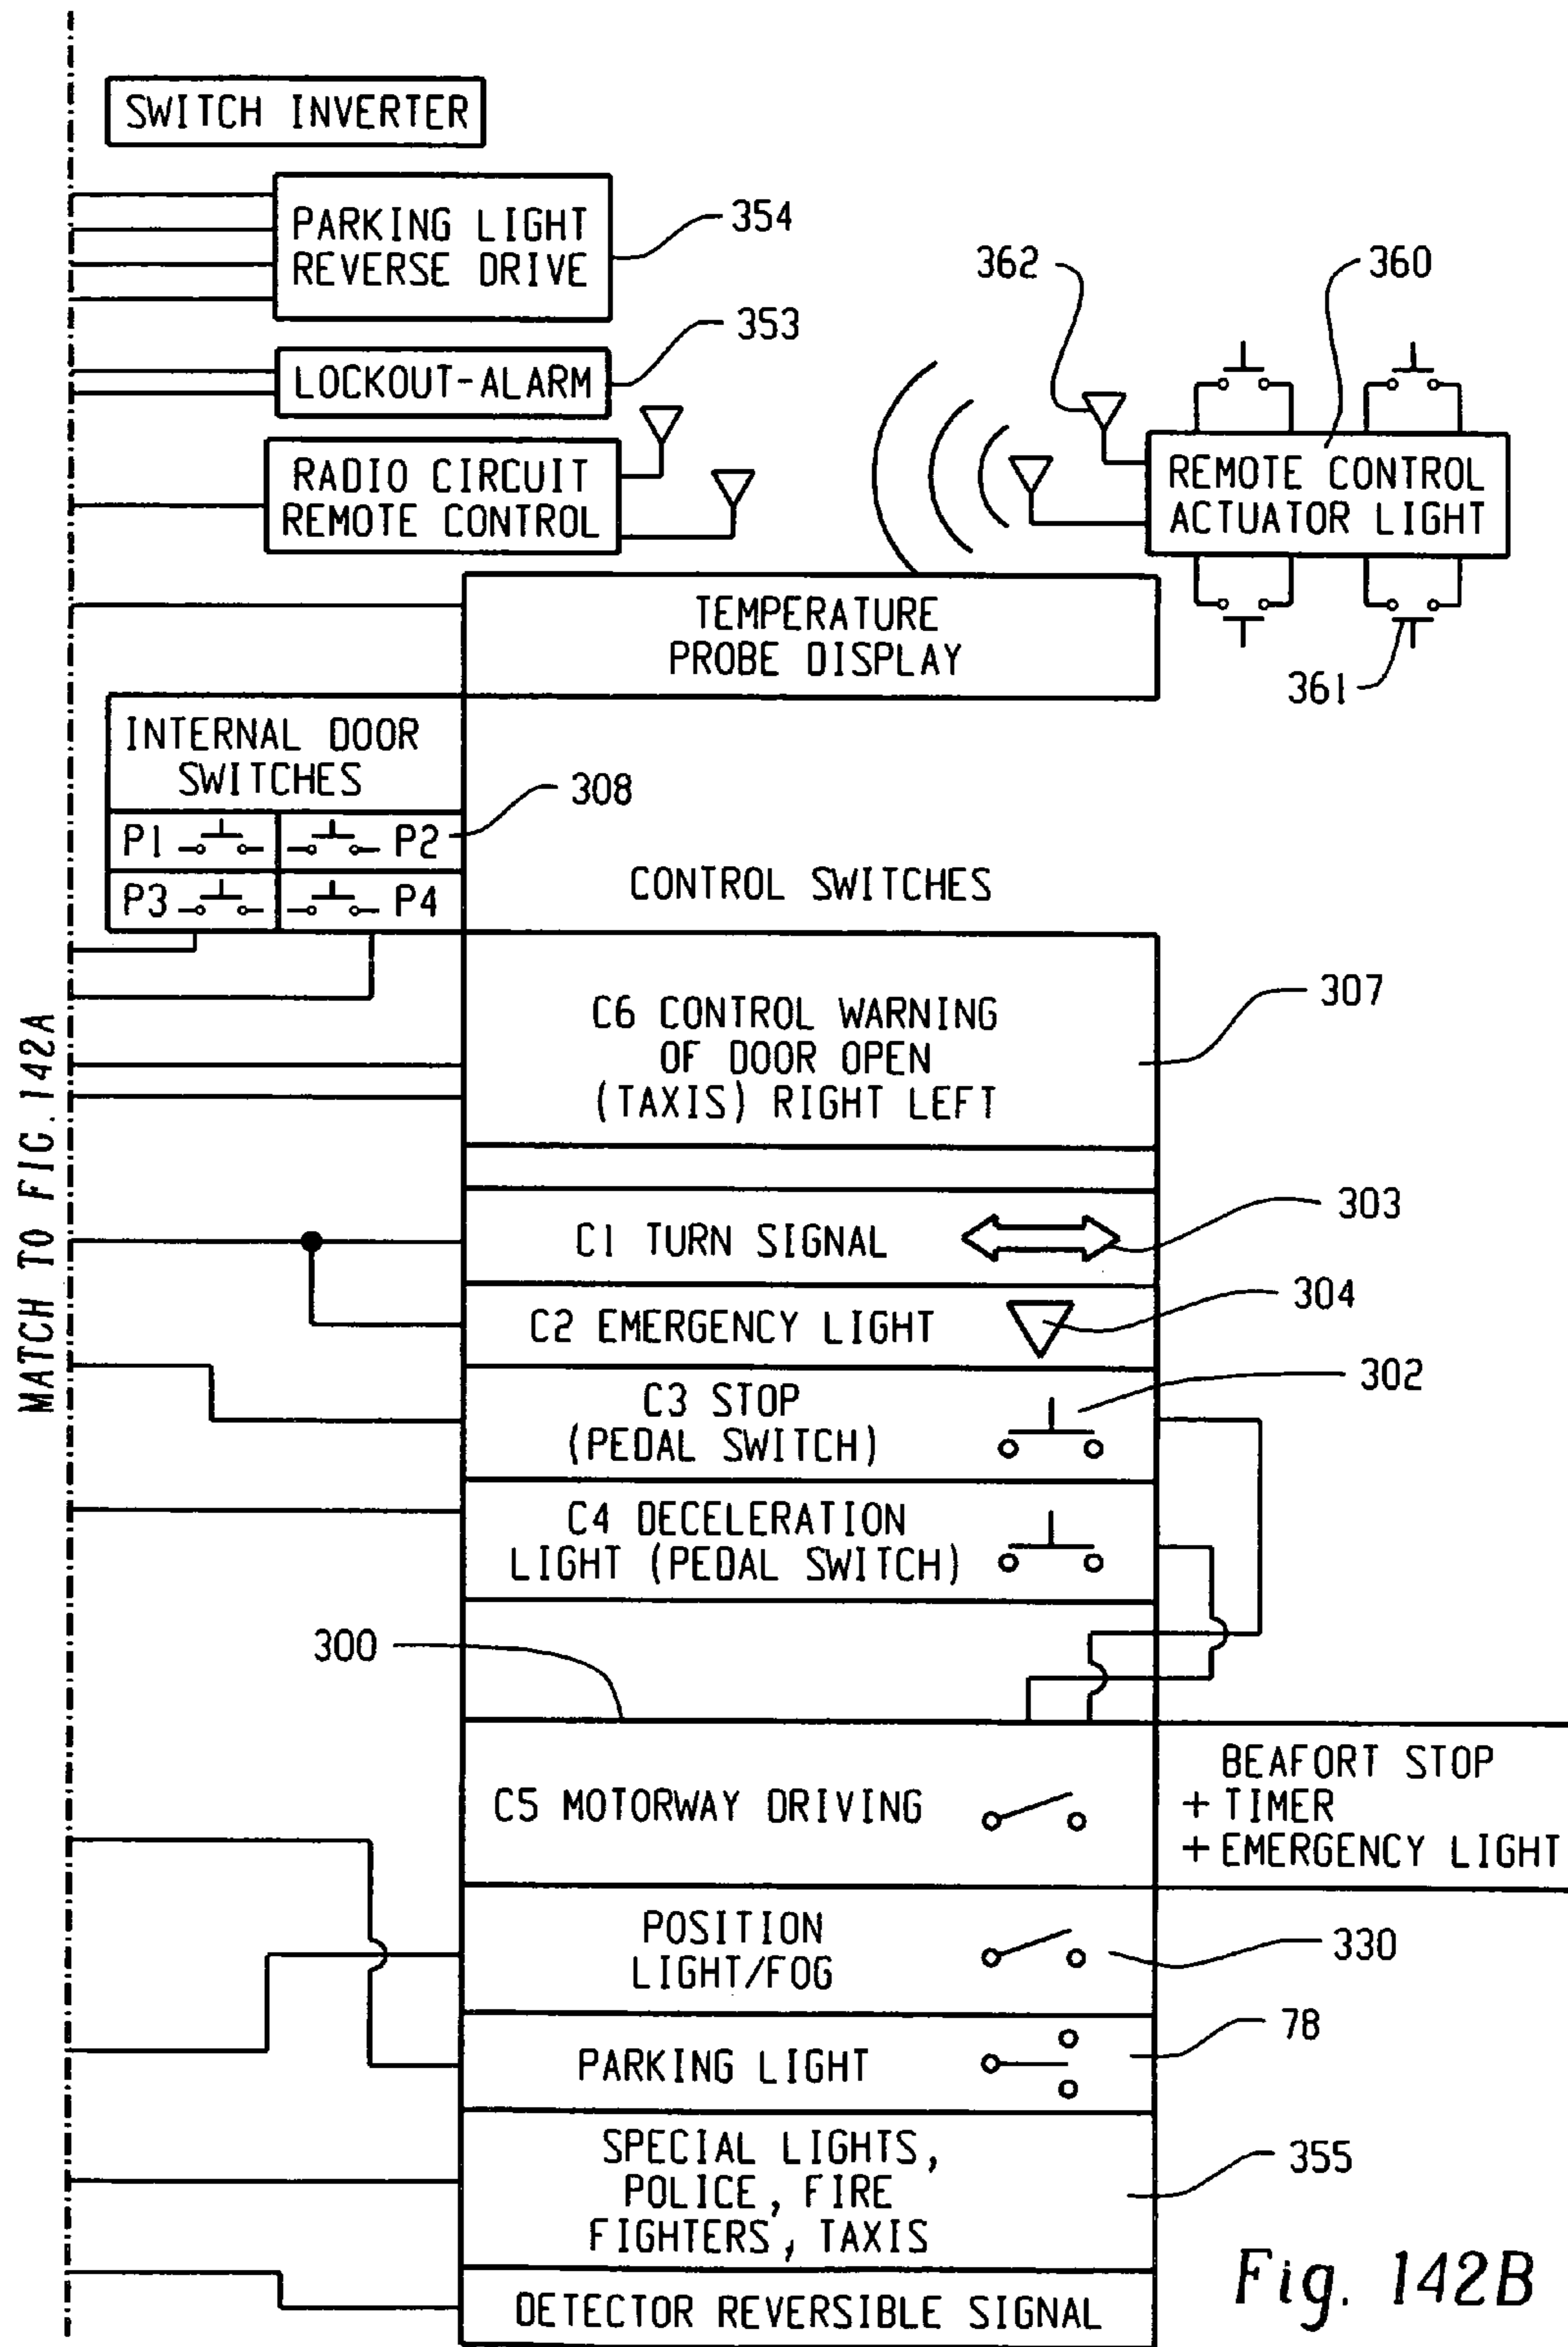 SWITCH INVERTER
PARKING LIGHT
REVERSE DRIVE
354
LOCKOUT-ALARM
353
RADIO CIRCUIT
REMOTE CONTROL
362
360
REMOTE CONTROL
ACTUATOR LIGHT
361
TEMPERATURE
PROBE DISPLAY
INTERNAL DOOR
SWITCHES
308
P1
P2
P3
P4
CONTROL SWITCHES
C6 CONTROL WARNING
OF DOOR OPEN
(TAXIS) RIGHT LEFT
307
MATCH TO FIG.142A
C1 TURN SIGNAL
303
C2 EMERGENCY LIGHT
304
C3 STOP
(PEDAL SWITCH)
302
C4 DECELERATION
LIGHT (PEDAL SWITCH)
300
C5 MOTORWAY DRIVING
BEAFORT STOP
+ TIMER
+ EMERGENCY LIGHT
POSITION
LIGHT/FOG
330
PARKING LIGHT
78
SPECIAL LIGHTS,
POLICE, FIRE
FIGHTERS, TAXIS
355
DETECTOR REVERSIBLE SIGNAL
Fig. 142B